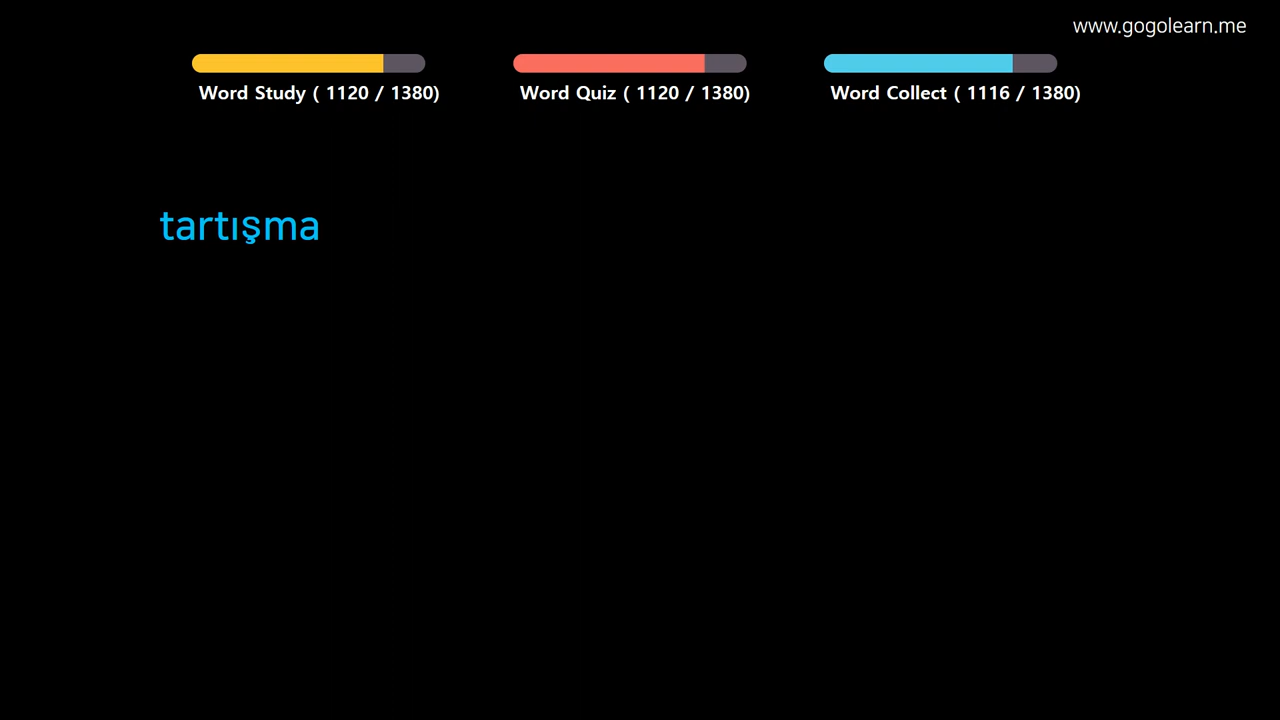 www.gogolearn.me
Word Study ( 1120 / 1380)
Word Quiz ( 1120 / 1380)
Word Collect ( 1116 / 1380)
tartışma